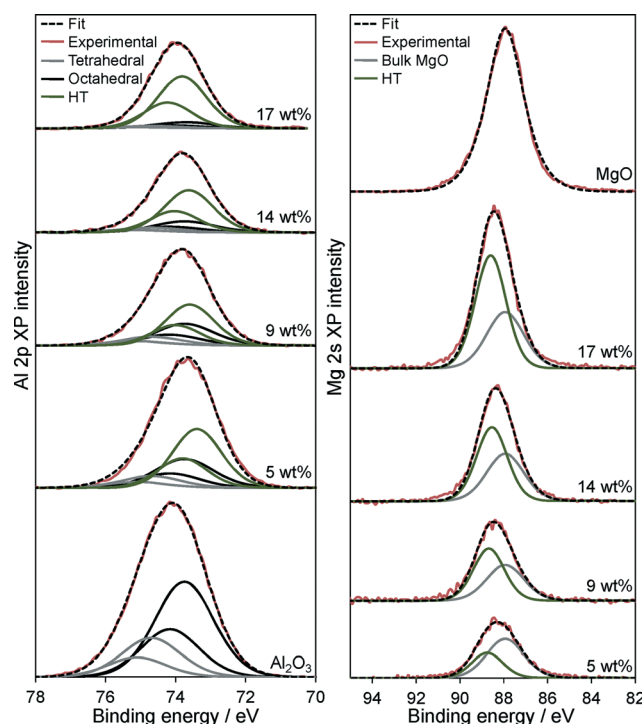 Fit
Experimental
Tetrahedral
Octahedral
HT
17 wt%
14 wt%
9 wt%
5 wt%
Al₂O₃
Al 2p XP intensity
78 76 74 72 70
Binding energy / eV
Fit
Experimental
Bulk MgO
HT
MgO
17 wt%
14 wt%
9 wt%
5 wt%
Mg 2s XP intensity
94 92 90 88 86 84 82
Binding energy / eV